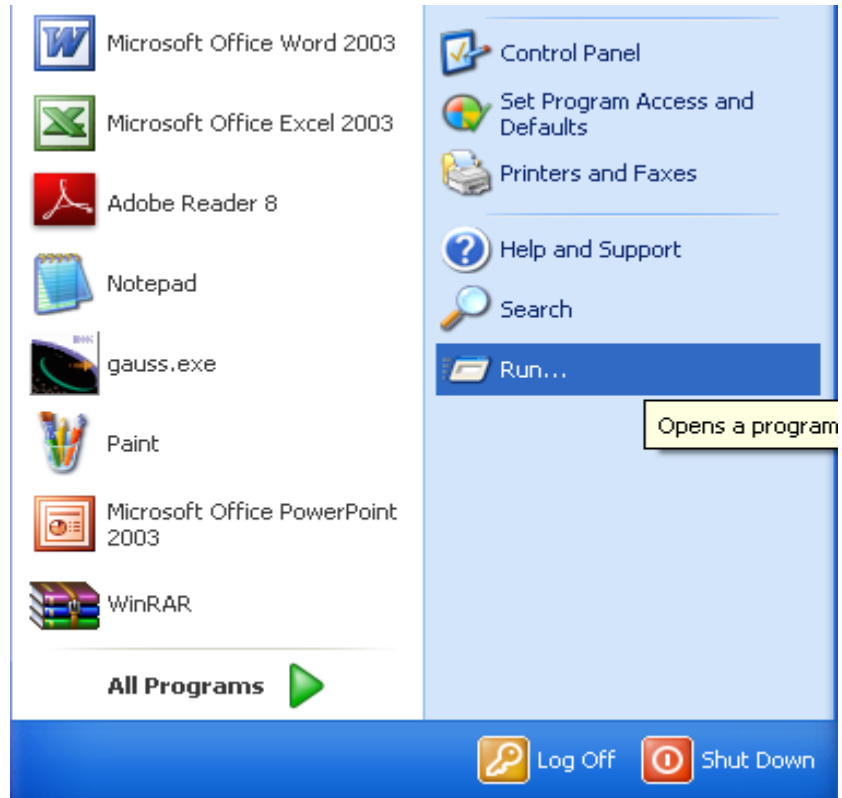 Microsoft Office Word 2003
Microsoft Office Excel 2003
Adobe Reader 8
Notepad
gauss.exe
Paint
Microsoft Office PowerPoint
2003
WinRAR
All Programs
Control Panel
Set Program Access and
Defaults
Printers and Faxes
Help and Support
Search
Run...
Opens a program
Log Off
Shut Down